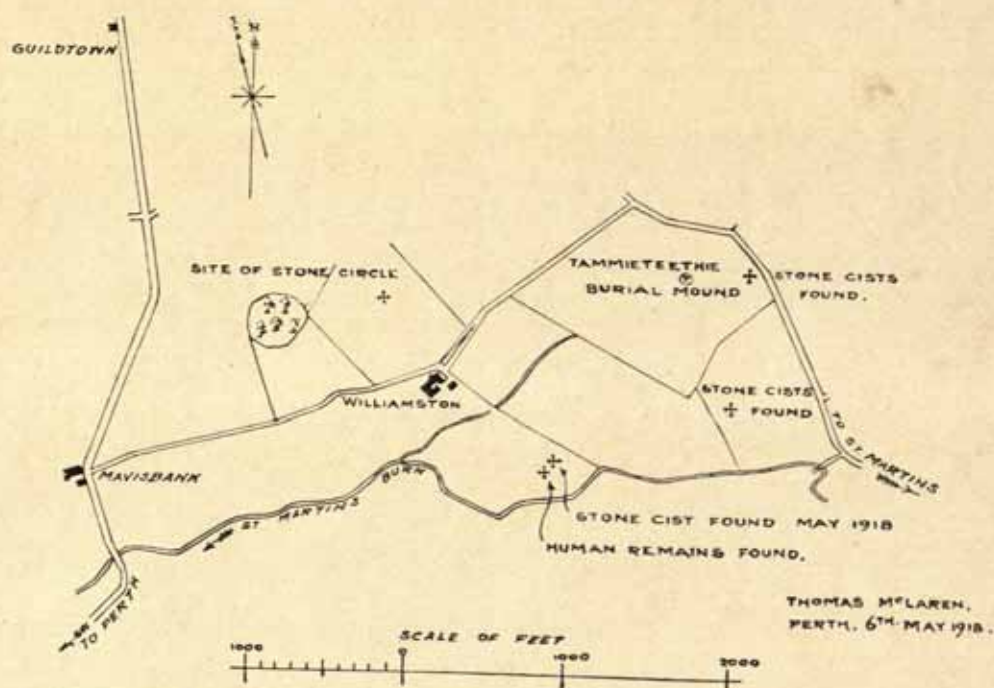 GUILDTOWN
N
SITE OF STONE CIRCLE
TAMMIETEETHIE
BURIAL MOUND
STONE CISTS
FOUND.
WILLIAMSTON
STONE CISTS
FOUND
TO ST. MARTINS
MAVISBANK
ST MARTINS BURN
STONE CIST FOUND MAY 1918
HUMAN REMAINS FOUND.
TO PERTH
THOMAS McLAREN,
PERTH. 6TH MAY 1918.
SCALE OF FEET
1000 0 1000 2000